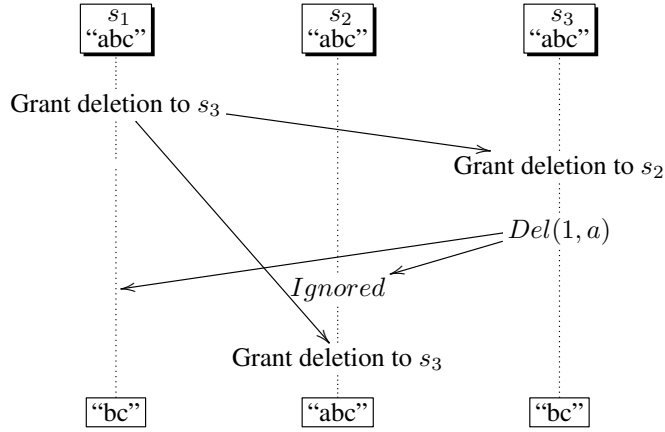 s₁ s₂ s₃
“abc” “abc” “abc”
Grant deletion to s₃
Grant deletion to s₂
Del(1, a)
Ignored
Grant deletion to s₃
“bc” “abc” “bc”